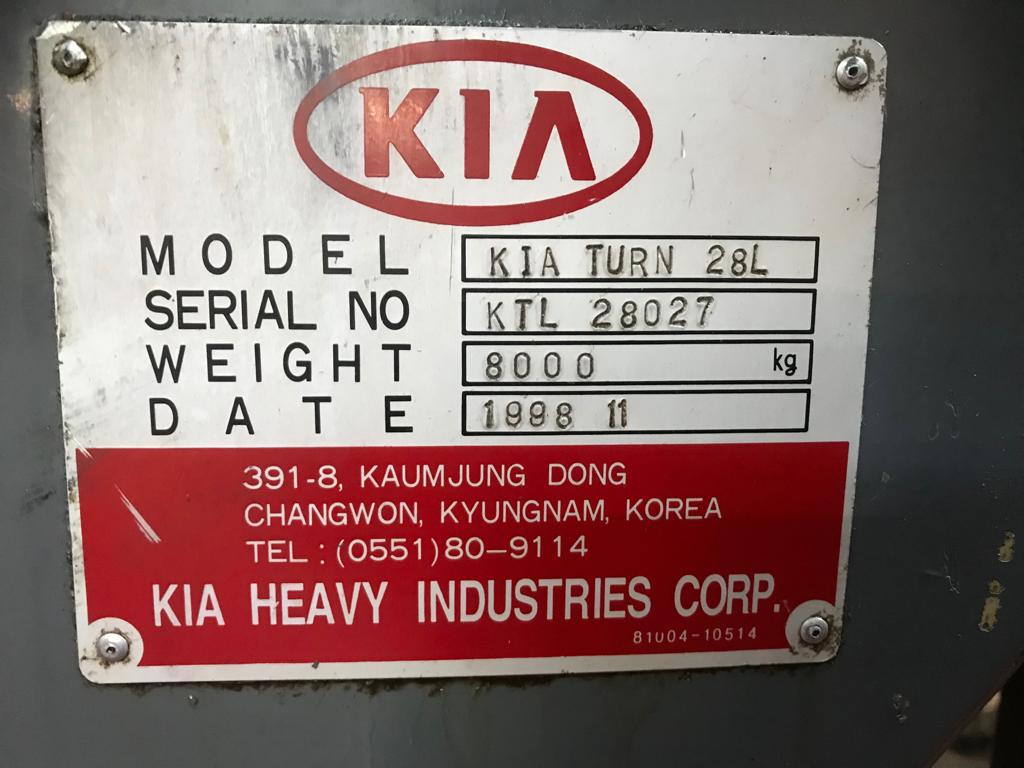 KIA
MODEL KIA TURN 28L
SERIAL NO KTL 28027
WEIGHT 8000 kg
DATE 1998 11
391-8, KAUMJUNG DONG
CHANGWON, KYUNGNAM, KOREA
TEL : (0551)80-9114
KIA HEAVY INDUSTRIES CORP.
81004-10514